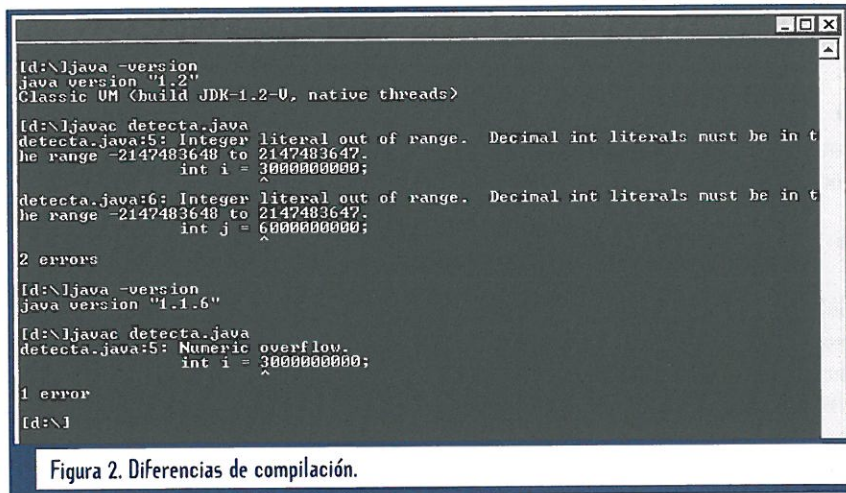 [d:\]java -version
java version "1.2"
Classic VM (build JDK-1.2-V, native threads)
[d:\]javac detecta.java
detecta.java:5: Integer literal out of range.  Decimal int literals must be in t
he range -2147483648 to 2147483647.
int i = 3000000000;
^
detecta.java:6: Integer literal out of range.  Decimal int literals must be in t
he range -2147483648 to 2147483647.
int j = 6000000000;
^
2 errors
[d:\]java -version
java version "1.1.6"
[d:\]javac detecta.java
detecta.java:5: Numeric overflow.
int i = 3000000000;
^
1 error
[d:\]
Figura 2. Diferencias de compilación.